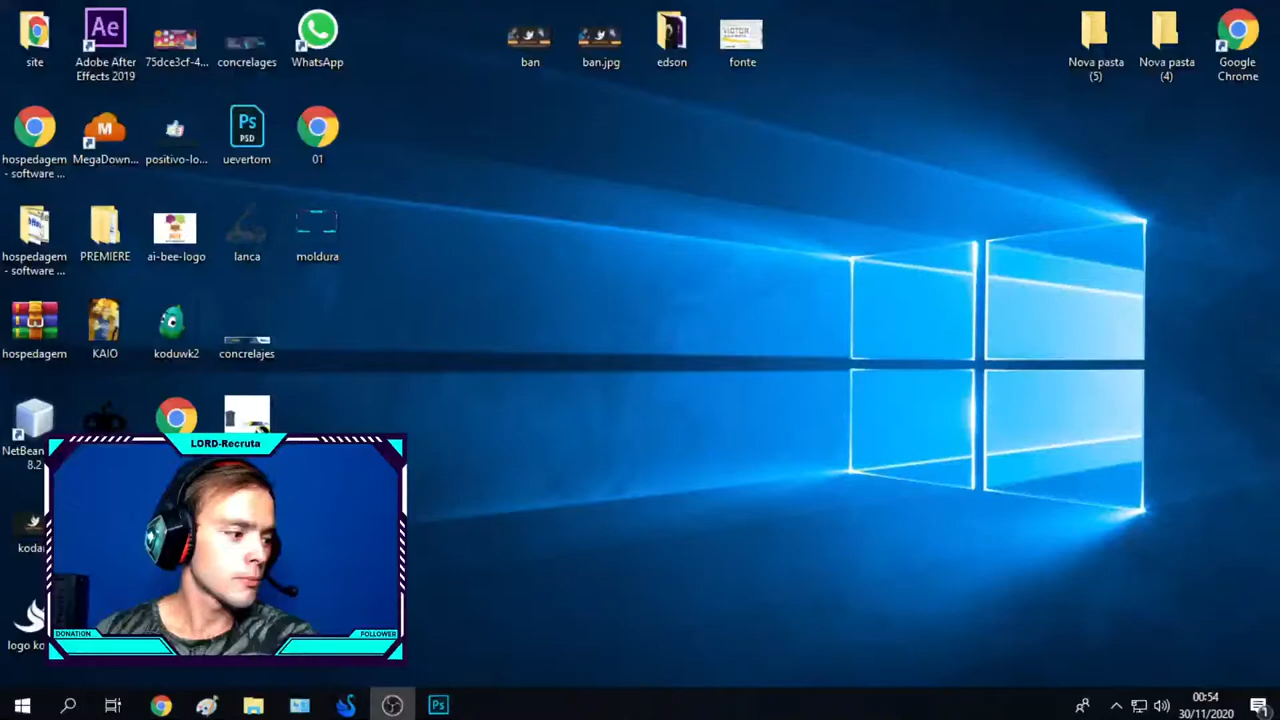 site
Adobe After
Effects 2019
75dce3cf-4...
concrelages
WhatsApp
ban
ban.jpg
edson
fonte
Nova pasta
(5)
Nova pasta
(4)
Google
Chrome
hospedagem
- software ...
MegaDown...
positivo-lo...
uevertom
01
hospedagem
- software ...
PREMIERE
ai-bee-logo
lanca
moldura
hospedagem
KAIO
koduwk2
concrelajes
NetBean
8.2
LORD-Recruta
koda
logo ko
DONATION
FOLLOWER
00:54
30/11/2020